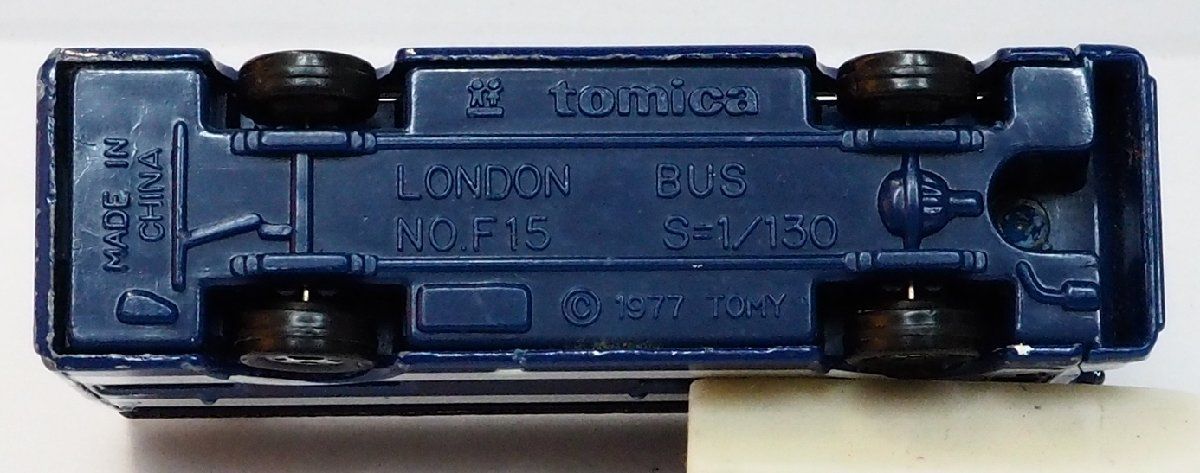 tomica
LONDON BUS
NO.F15 S=1/130
© 1977 TOMY
MADE IN
CHINA